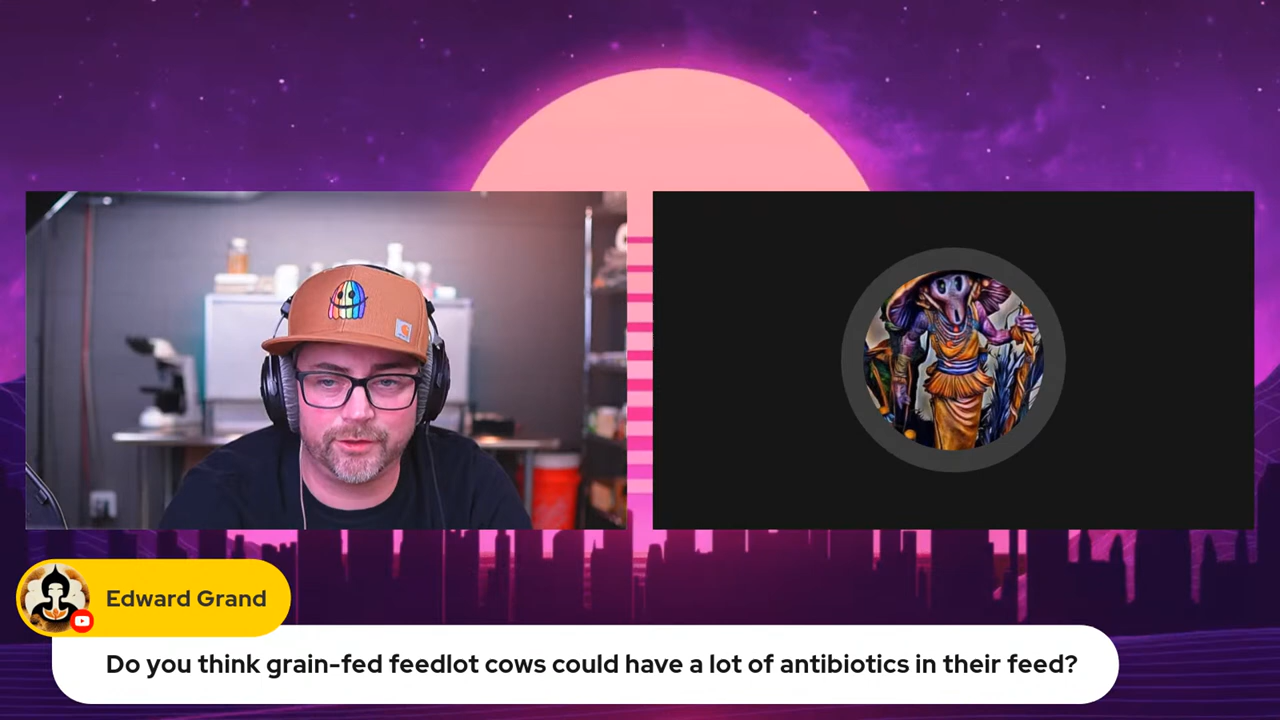 Edward Grand
Do you think grain-fed feedlot cows could have a lot of antibiotics in their feed?